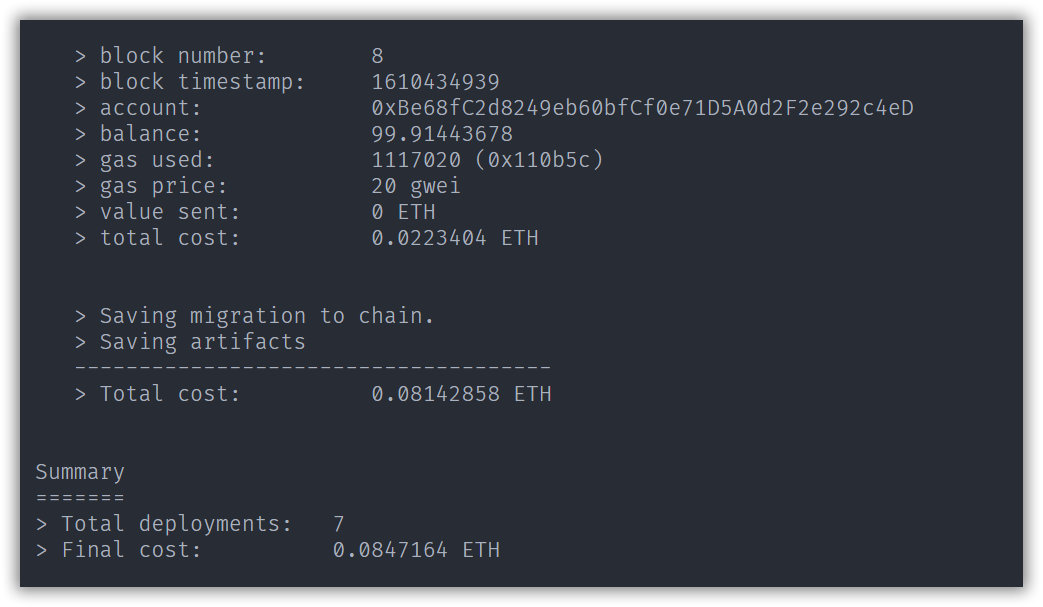 > block number: 8
> block timestamp: 1610434939
> account: 0xBe68fC2d8249eb60bfCf0e71D5A0d2F2e292c4eD
> balance: 99.91443678
> gas used: 1117020 (0x110b5c)
> gas price: 20 gwei
> value sent: 0 ETH
> total cost: 0.0223404 ETH
> Saving migration to chain.
> Saving artifacts
-------------------------------------
> Total cost: 0.08142858 ETH
Summary
=======
> Total deployments: 7
> Final cost: 0.0847164 ETH